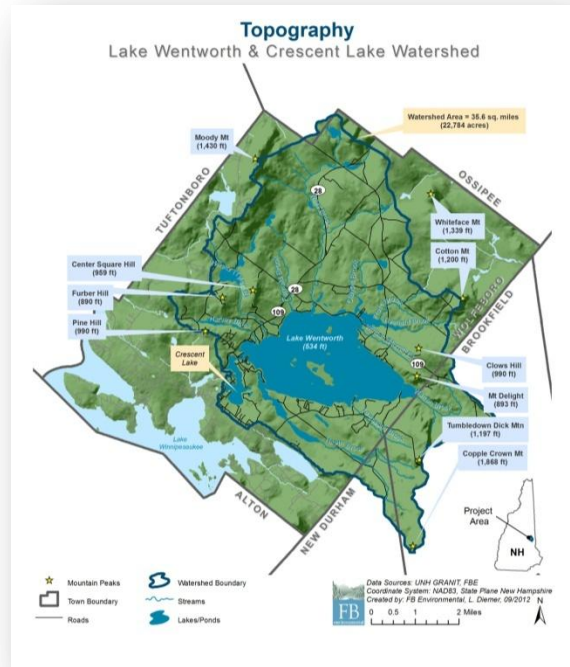 Topography
Lake Wentworth & Crescent Lake Watershed
Watershed Area = 35.6 sq. miles
(22,784 acres)
Moody Mt
(1,430 ft)
TUFTONBORO
OSSIPEE
28
Whiteface Mt
(1,339 ft)
Cotton Mt
(1,200 ft)
Center Square Hill
(959 ft)
Furber Hill
(890 ft)
28
109
Pine Hill
(990 ft)
WOLFEBORO
BROOKFIELD
Lake Wentworth
(534 ft)
Crescent
Lake
109
Clows Hill
(990 ft)
Mt Delight
(893 ft)
Tumbledown Dick Mtn
(1,197 ft)
Lake
Winnipesaukee
Copple Crown Mt
(1,868 ft)
ALTON
NEW DURHAM
Project
Area
NH
Mountain Peaks
Town Boundary
Roads
Watershed Boundary
Streams
Lakes/Ponds
FB
Data Sources: UNH GRANIT, FBE
Coordinate System: NAD83, State Plane New Hampshire
Created by: FB Environmental, L. Diemer, 09/2012
0 0.5 1 2 Miles
N